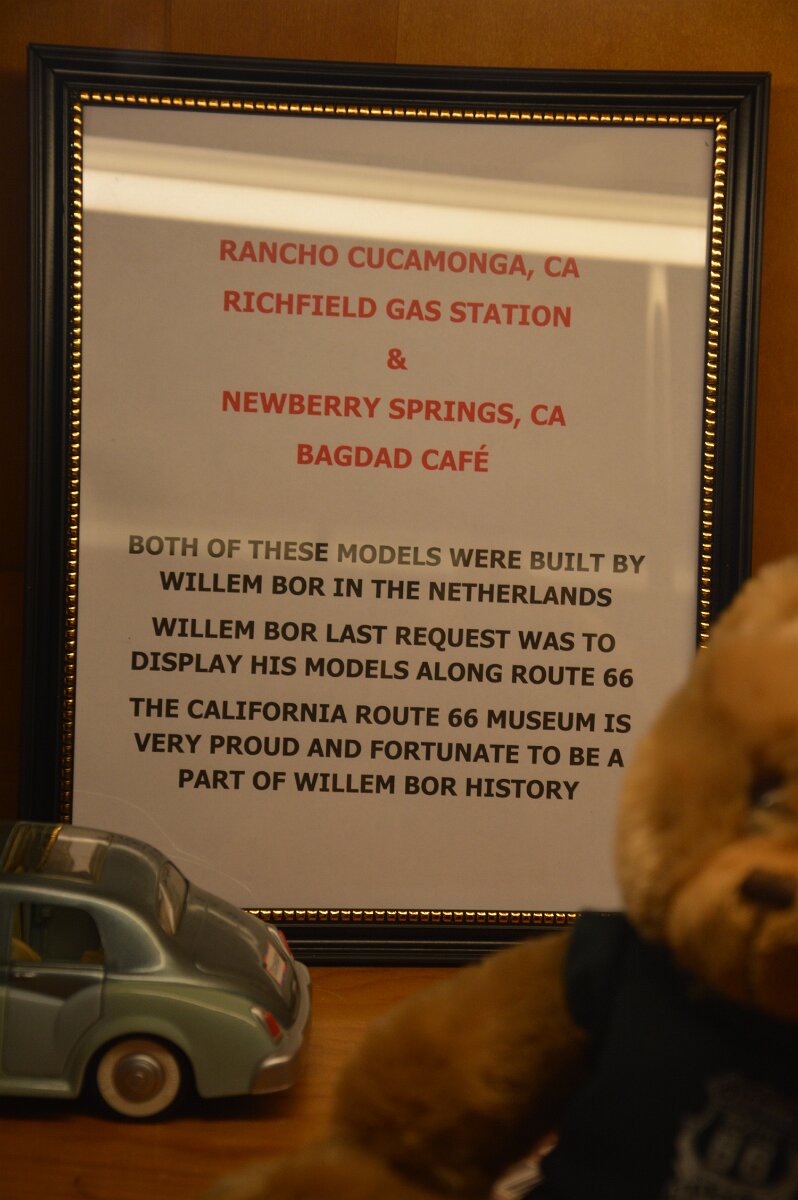 RANCHO CUCAMONGA, CA
RICHFIELD GAS STATION
&
NEWBERRY SPRINGS, CA
BAGDAD CAFÉ
BOTH OF THESE MODELS WERE BUILT BY
WILLEM BOR IN THE NETHERLANDS
WILLEM BOR LAST REQUEST WAS TO
DISPLAY HIS MODELS ALONG ROUTE 66
THE CALIFORNIA ROUTE 66 MUSEUM IS
VERY PROUD AND FORTUNATE TO BE A
PART OF WILLEM BOR HISTORY
66